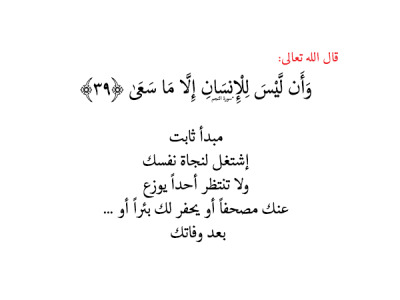 قال الله تعالى:
وَأَن لَّيْسَ لِلْإِنسَانِ إِلَّا مَا سَعَىٰ ﴿٣٩﴾
سورة النجم
مبدأ ثابت
إشتغل لنجاة نفسك
ولا تنتظر أحداً يوزع
عنك مصحفاً أو يحفر لك بئراً أو ...
بعد وفاتك